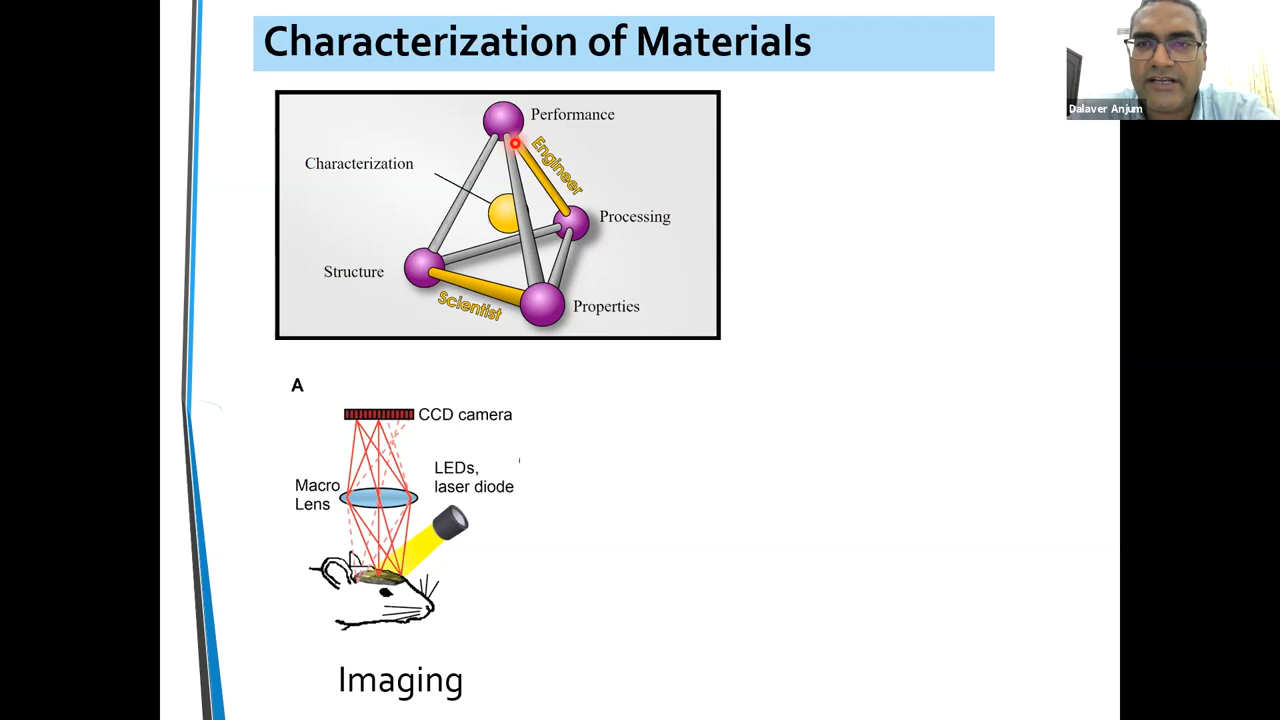 Characterization of Materials
Dalaver Anjum
Performance
Engineer
Characterization
Processing
Structure
Scientist
Properties
A
CCD camera
LEDs,
laser diode
Macro
Lens
Imaging